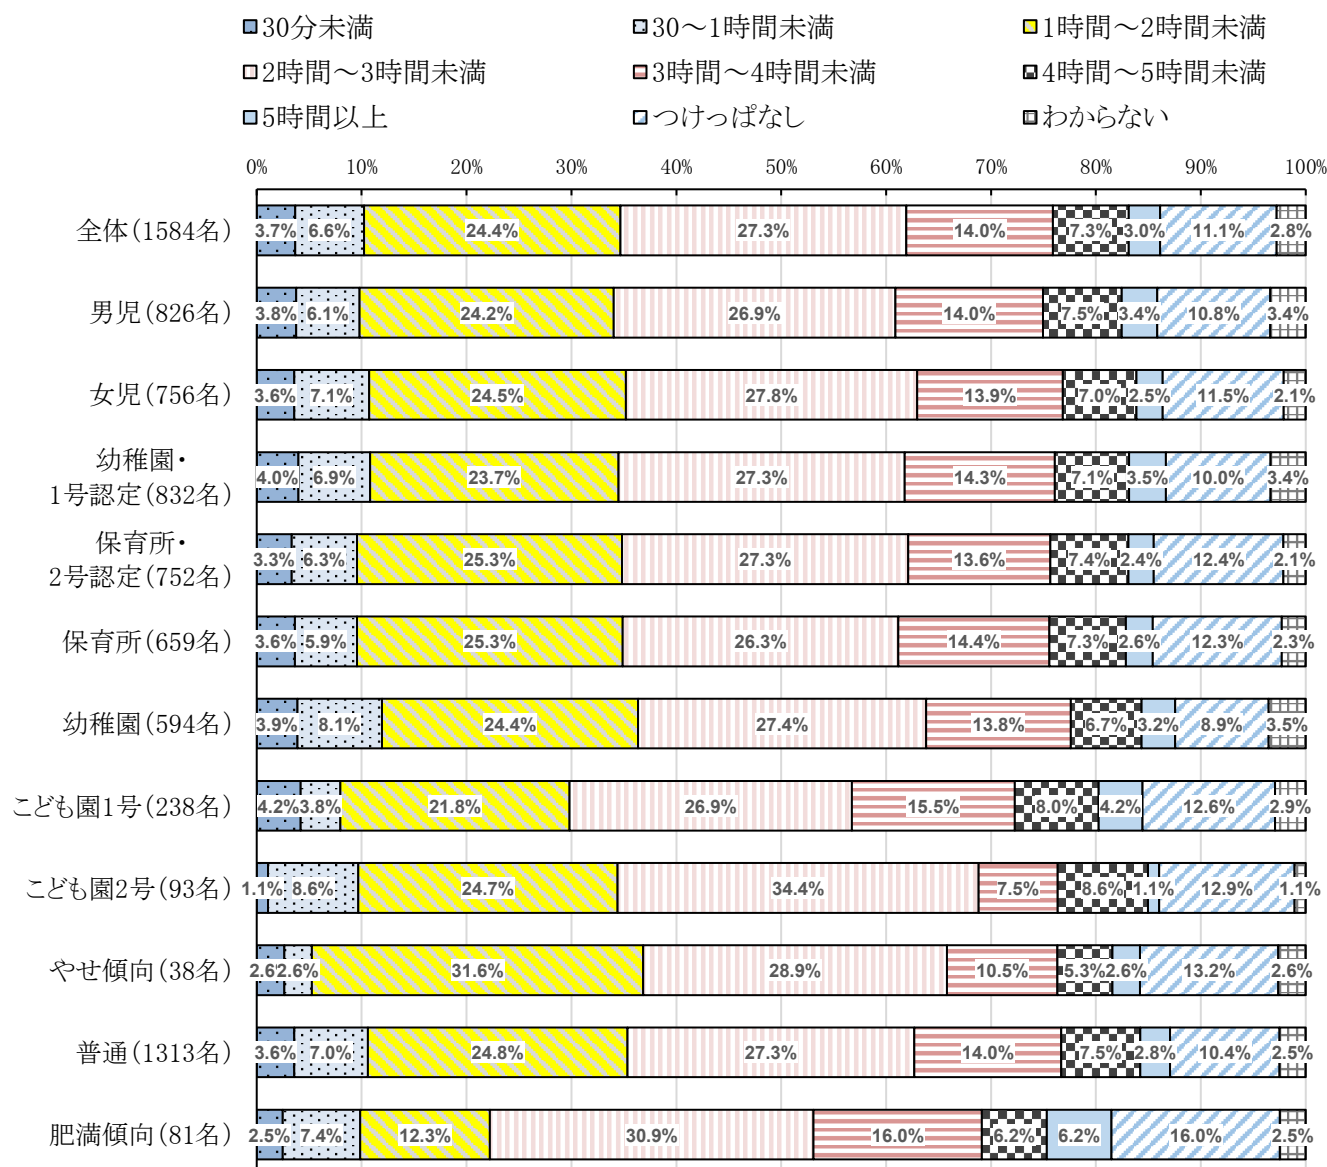 30分未満 30～1時間未満 1時間～2時間未満
2時間～3時間未満 3時間～4時間未満 4時間～5時間未満
5時間以上 つけっぱなし わからない
0% 10% 20% 30% 40% 50% 60% 70% 80% 90% 100%
全体(1584名) 3.7% 6.6% 24.4% 27.3% 14.0% 7.3% 3.0% 11.1% 2.8%
男児(826名) 3.8% 6.1% 24.2% 26.9% 14.0% 7.5% 3.4% 10.8% 3.4%
女児(756名) 3.6% 7.1% 24.5% 27.8% 13.9% 7.0% 2.5% 11.5% 2.1%
幼稚園・
1号認定(832名) 4.0% 6.9% 23.7% 27.3% 14.3% 7.1% 3.5% 10.0% 3.4%
保育所・
2号認定(752名) 3.3% 6.3% 25.3% 27.3% 13.6% 7.4% 2.4% 12.4% 2.1%
保育所(659名) 3.6% 5.9% 25.3% 26.3% 14.4% 7.3% 2.6% 12.3% 2.3%
幼稚園(594名) 3.9% 8.1% 24.4% 27.4% 13.8% 6.7% 3.2% 8.9% 3.5%
こども園1号(238名) 4.2% 3.8% 21.8% 26.9% 15.5% 8.0% 4.2% 12.6% 2.9%
こども園2号(93名) 1.1% 8.6% 24.7% 34.4% 7.5% 8.6% 1.1% 12.9% 1.1%
やせ傾向(38名) 2.6% 2.6% 31.6% 28.9% 10.5% 5.3% 2.6% 13.2% 2.6%
普通(1313名) 3.6% 7.0% 24.8% 27.3% 14.0% 7.5% 2.8% 10.4% 2.5%
肥満傾向(81名) 2.5% 7.4% 12.3% 30.9% 16.0% 6.2% 6.2% 16.0% 2.5%